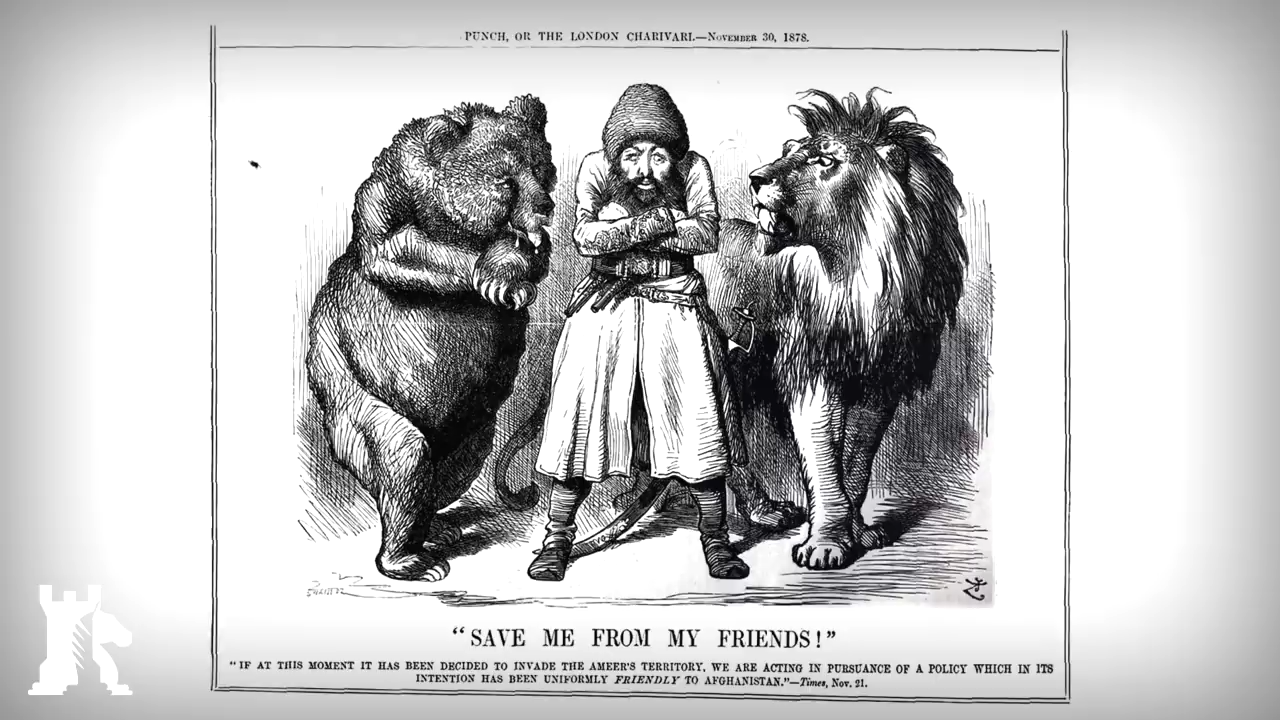 PUNCH, OR THE LONDON CHARIVARI.—NOVEMBER 30, 1878.
"SAVE ME FROM MY FRIENDS!"
"IF AT THIS MOMENT IT HAS BEEN DECIDED TO INVADE THE AMEER'S TERRITORY, WE ARE ACTING IN PURSUANCE OF A POLICY WHICH IN ITS
INTENTION HAS BEEN UNIFORMLY FRIENDLY TO AFGHANISTAN."—Times, Nov. 21.